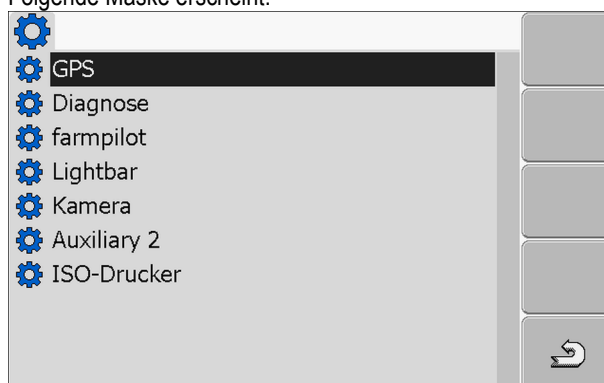 Folgende Maske erscheint:
GPS
Diagnose
farmpilot
Lightbar
Kamera
Auxiliary 2
ISO-Drucker